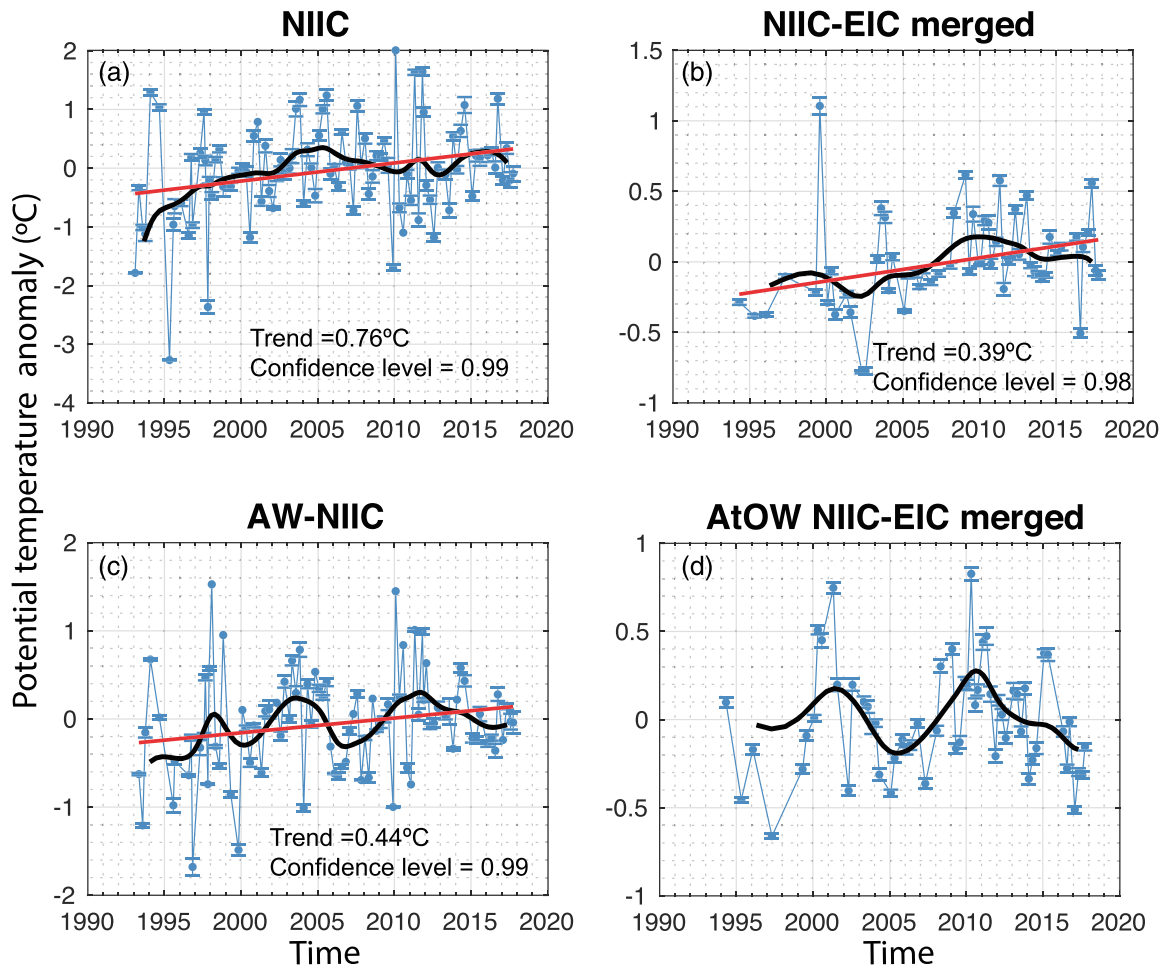 NIIC
NIIC-EIC merged
Potential temperature anomaly (ºC)
(a)
2
1
0
-1
-2
-3
-4
Trend =0.76ºC
Confidence level = 0.99
1990 1995 2000 2005 2010 2015 2020
(b)
1.5
1
0.5
0
-0.5
-1
Trend =0.39ºC
Confidence level = 0.98
1990 1995 2000 2005 2010 2015 2020
AW-NIIC
AtOW NIIC-EIC merged
(c)
2
1
0
-1
-2
Trend =0.44ºC
Confidence level = 0.99
1990 1995 2000 2005 2010 2015 2020
Time
(d)
1
0.5
0
-0.5
-1
1990 1995 2000 2005 2010 2015 2020
Time